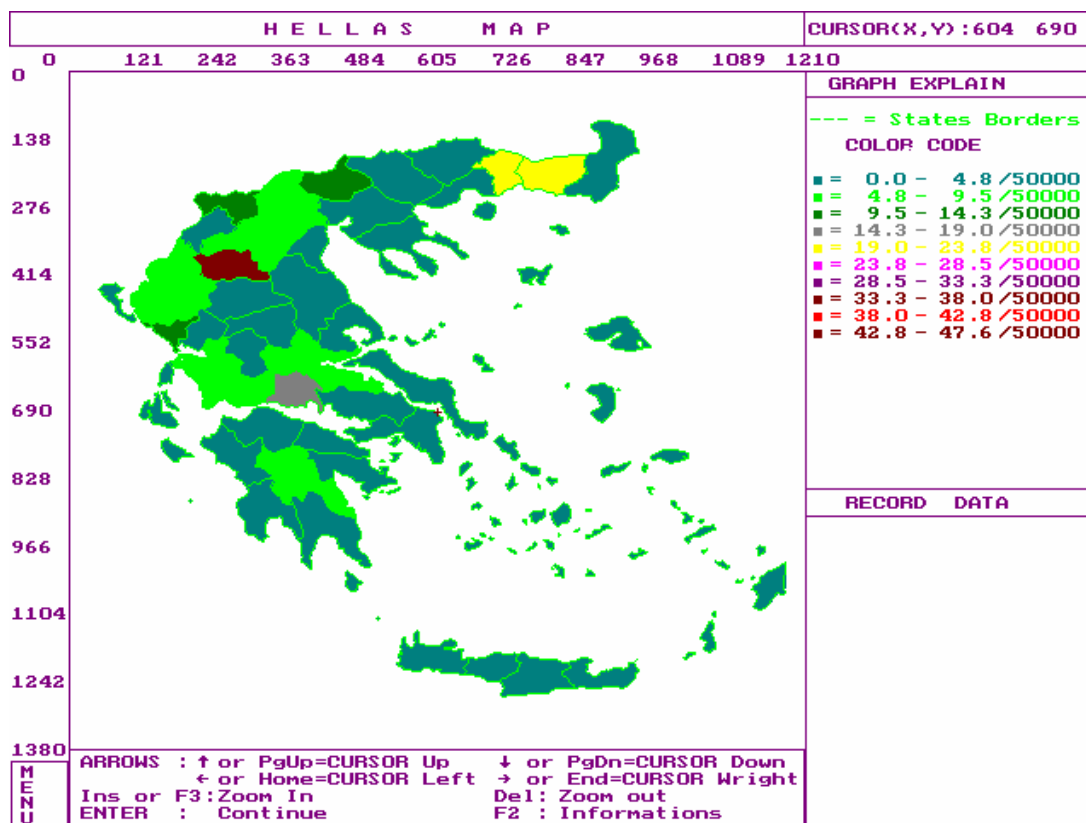 HELLAS MAP
CURSOR(X,Y):604 690
0 121 242 363 484 605 726 847 968 1089 1210
0
138
276
414
552
690
828
966
1104
1242
1380
GRAPH EXPLAIN
--- = States Borders
COLOR CODE
■ = 0.0 - 4.8 /50000
■ = 4.8 - 9.5 /50000
■ = 9.5 - 14.3 /50000
■ = 14.3 - 19.0 /50000
■ = 19.0 - 23.8 /50000
■ = 23.8 - 28.5 /50000
■ = 28.5 - 33.3 /50000
■ = 33.3 - 38.0 /50000
■ = 38.0 - 42.8 /50000
■ = 42.8 - 47.6 /50000
RECORD DATA
MENU
ARROWS : ↑ or PgUp=CURSOR Up ↓ or PgDn=CURSOR Down
← or Home=CURSOR Left → or End=CURSOR Wright
Ins or F3:Zoom In Del: Zoom out
ENTER : Continue F2 : Informations